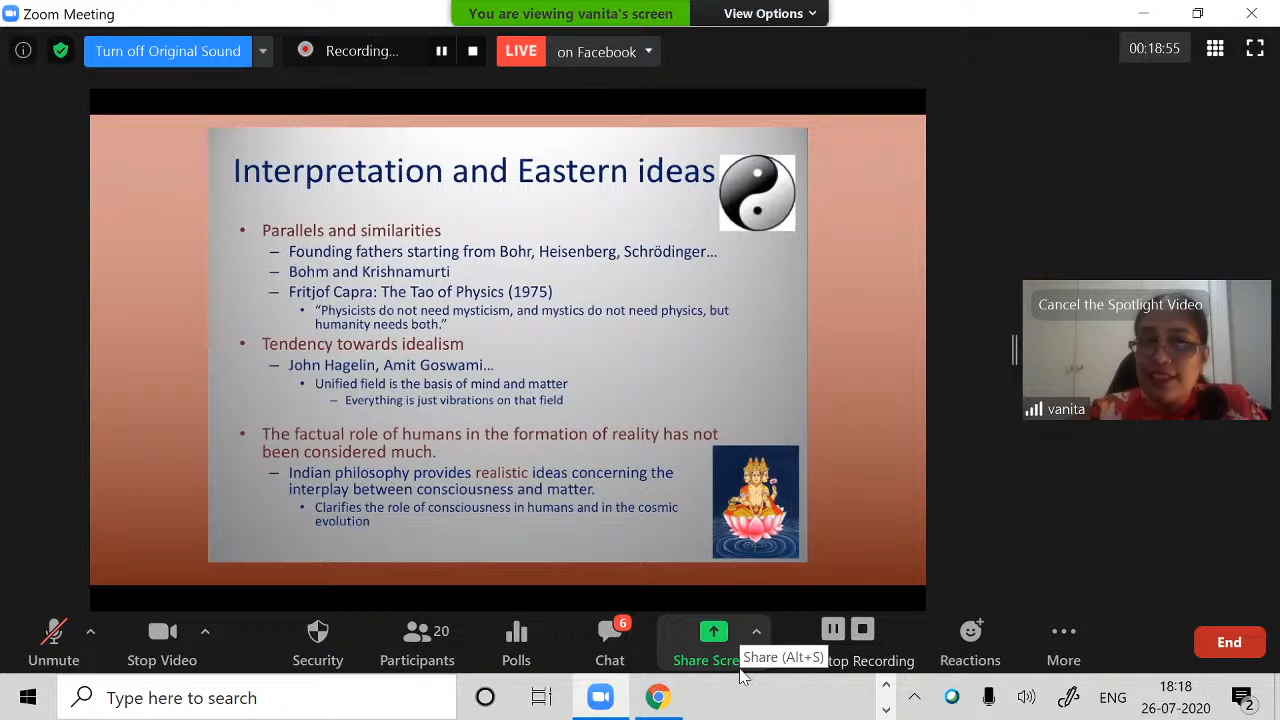 Zoom Meeting
You are viewing vanita's screen
View Options
Turn off Original Sound
Recording...
LIVE on Facebook
00:18:55
Interpretation and Eastern ideas
• Parallels and similarities
– Founding fathers starting from Bohr, Heisenberg, Schrödinger…
– Bohm and Krishnamurti
– Fritjof Capra: The Tao of Physics (1975)
• “Physicists do not need mysticism, and mystics do not need physics, but
humanity needs both.”
• Tendency towards idealism
– John Hagelin, Amit Goswami…
• Unified field is the basis of mind and matter
– Everything is just vibrations on that field
• The factual role of humans in the formation of reality has not
been considered much.
– Indian philosophy provides realistic ideas concerning the
interplay between consciousness and matter.
• Clarifies the role of consciousness in humans and in the cosmic
evolution
Cancel the Spotlight Video
vanita
Unmute
Stop Video
Security
20
Participants
Polls
6
Chat
Share Scre
Share (Alt+S)
top Recording
Reactions
More
End
Type here to search
ENG
18:18
26-07-2020
2